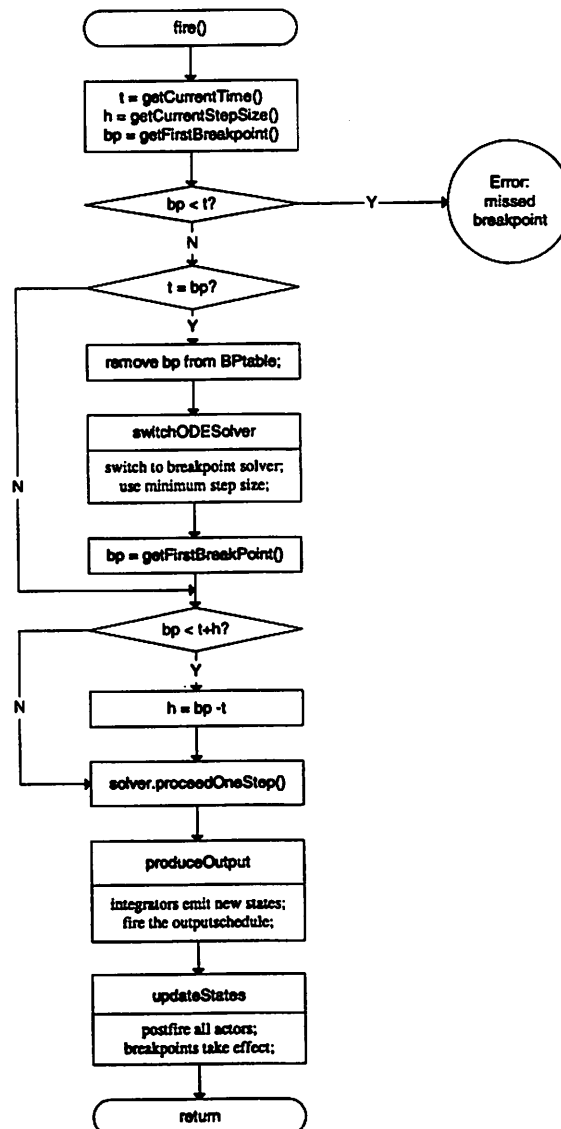 fire()
t = getCurrentTime()
h = getCurrentStepSize()
bp = getFirstBreakpoint()
bp < t?
Y
Error:
missed
breakpoint
N
t = bp?
Y
remove bp from BPtable;
switchODESolver
switch to breakpoint solver;
use minimum step size;
N
bp = getFirstBreakPoint()
bp < t+h?
Y
N
h = bp -t
solver.proceedOneStep()
produceOutput
integrators emit new states;
fire the outputschedule;
updateStates
postfire all actors;
breakpoints take effect;
return